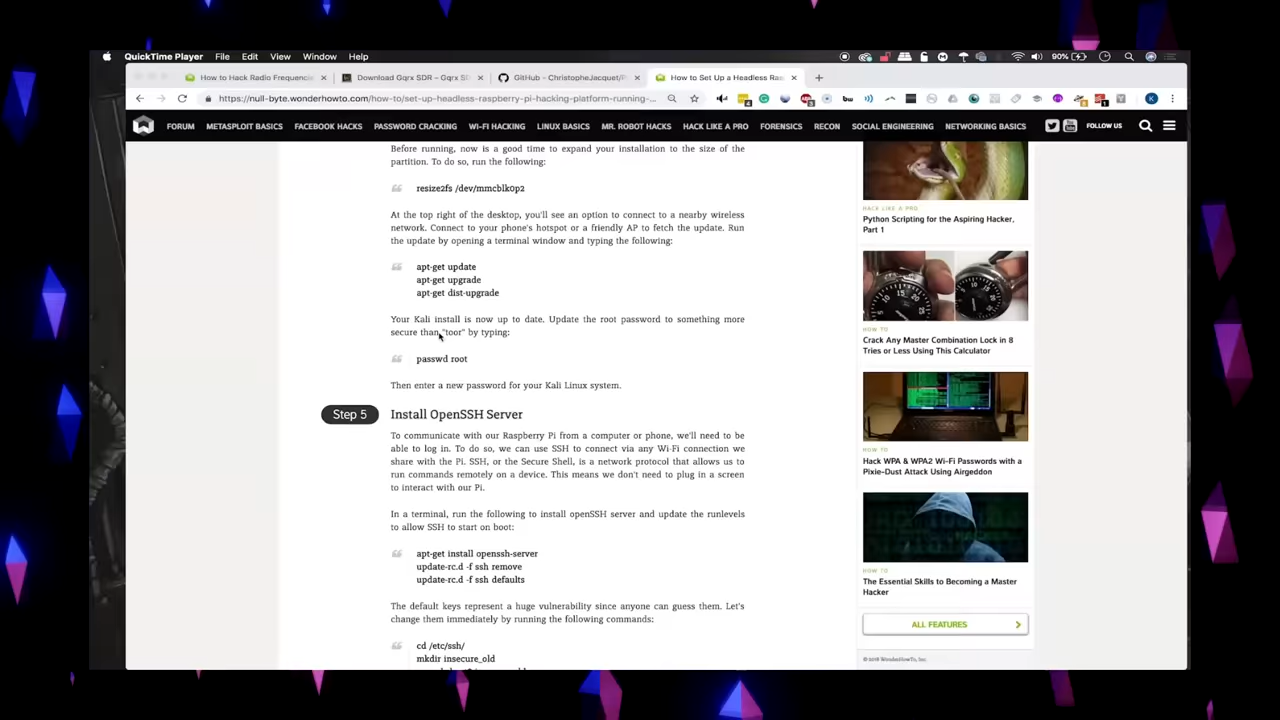 QuickTime Player File Edit View Window Help
90%
How to Hack Radio Frequencie
Download Gqrx SDR – Gqrx S
GitHub - ChristopheJacquet/P
How to Set Up a Headless Ras
https://null-byte.wonderhowto.com/how-to/set-up-headless-raspberry-pi-hacking-platform-running-...
FORUM METASPLOIT BASICS FACEBOOK HACKS PASSWORD CRACKING WI-FI HACKING LINUX BASICS MR. ROBOT HACKS HACK LIKE A PRO FORENSICS RECON SOCIAL ENGINEERING NETWORKING BASICS FOLLOW US
Before running, now is a good time to expand your installation to the size of the
partition. To do so, run the following:
resize2fs /dev/mmcblk0p2
At the top right of the desktop, you'll see an option to connect to a nearby wireless
network. Connect to your phone's hotspot or a friendly AP to fetch the update. Run
the update by opening a terminal window and typing the following:
apt-get update
apt-get upgrade
apt-get dist-upgrade
Your Kali install is now up to date. Update the root password to something more
secure than "toor" by typing:
passwd root
Then enter a new password for your Kali Linux system.
Step 5 Install OpenSSH Server
To communicate with our Raspberry Pi from a computer or phone, we'll need to be
able to log in. To do so, we can use SSH to connect via any Wi-Fi connection we
share with the Pi. SSH, or the Secure Shell, is a network protocol that allows us to
run commands remotely on a device. This means we don't need to plug in a screen
to interact with our Pi.
In a terminal, run the following to install openSSH server and update the runlevels
to allow SSH to start on boot:
apt-get install openssh-server
update-rc.d -f ssh remove
update-rc.d -f ssh defaults
The default keys represent a huge vulnerability since anyone can guess them. Let's
change them immediately by running the following commands:
cd /etc/ssh/
mkdir insecure_old
HACK LIKE A PRO
Python Scripting for the Aspiring Hacker,
Part 1
HOW TO
Crack Any Master Combination Lock in 8
Tries or Less Using This Calculator
HOW TO
Hack WPA & WPA2 Wi-Fi Passwords with a
Pixie-Dust Attack Using Airgeddon
HOW TO
The Essential Skills to Becoming a Master
Hacker
ALL FEATURES
© 2018 WonderHowTo, Inc.